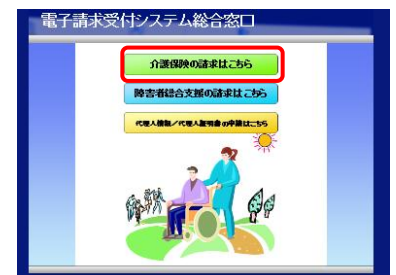 電子請求受付システム総合窓口
介護保険の請求はこちら
障害者総合支援の請求はこちら
代理人情報/代理人証明書の申請はこちら